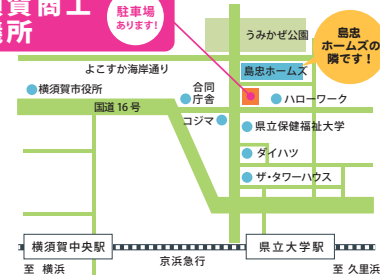 須賀商工
務所
駐車場
あります!
うみかぜ公園
島忠
ホームズの
隣です!
よこすか海岸通り
島忠ホームズ
横須賀市役所
合同
庁舎
ハローワーク
国道16号
コジマ
県立保健福祉大学
ダイハツ
ザ・タワーハウス
横須賀中央駅
県立大学駅
京浜急行
至 横浜
至 久里浜